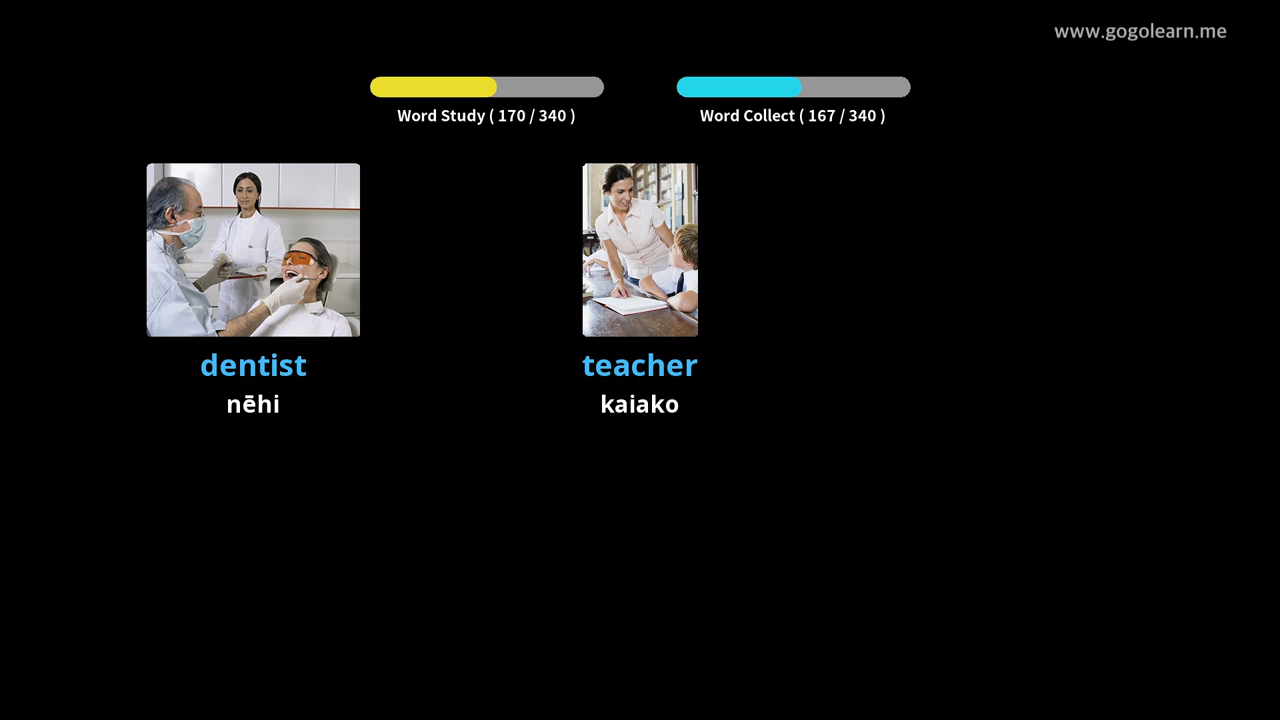 www.gogolearn.me
Word Study ( 170 / 340 )
Word Collect ( 167 / 340 )
dentist
nēhi
teacher
kaiako